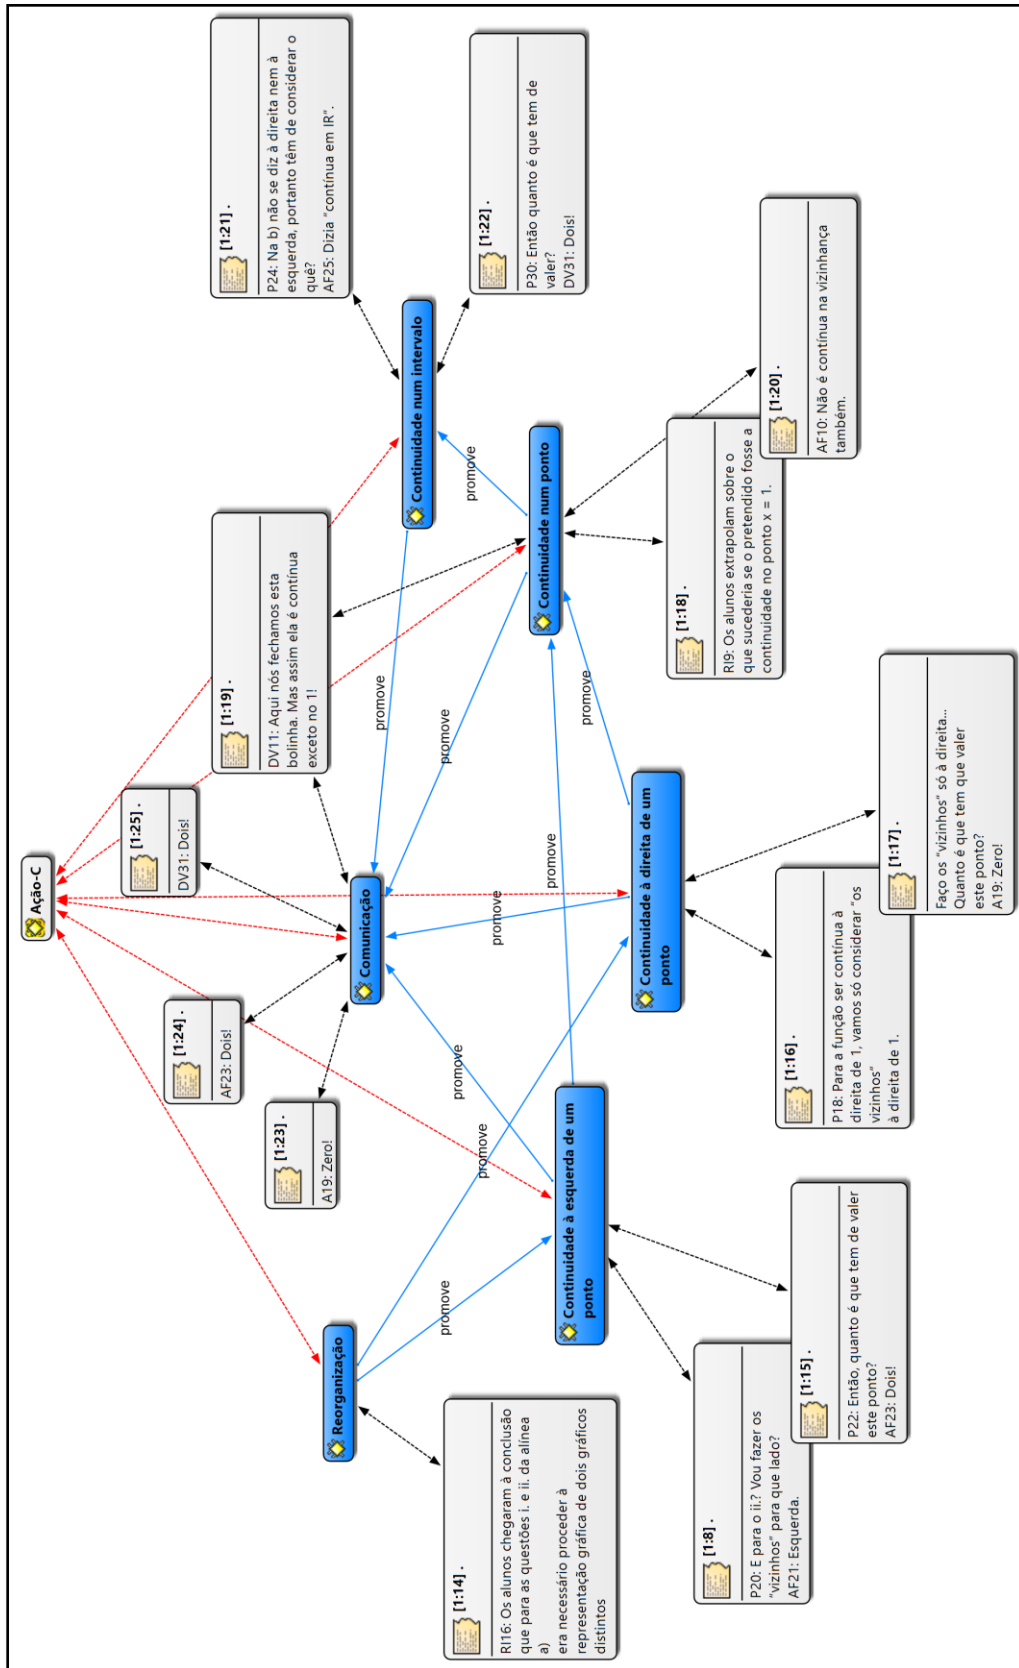 Ação-C
[1:21] .
P24: Na b) não se diz à direita nem à
esquerda, portanto têm de considerar o
quê?
AF25: Dizia "contínua em IR".
[1:22] .
P30: Então quanto é que tem de
valer?
DV31: Dois!
Continuidade num intervalo
[1:19] .
DV11: Aqui nós fechamos esta
bolinha. Mas assim ela é contínua
exceto no 1!
[1:25] .
DV31: Dois!
[1:24] .
AF23: Dois!
[1:23] .
A19: Zero!
Comunicação
Reorganização
[1:14] .
RI16: Os alunos chegaram à conclusão
que para as questões i. e ii. da alínea
a)
era necessário proceder à
representação gráfica de dois gráficos
distintos
Continuidade num ponto
[1:18] .
RI9: Os alunos extrapolam sobre o
que sucederia se o pretendido fosse a
continuidade no ponto x = 1.
[1:20] .
AF10: Não é contínua na vizinhança
também.
Continuidade à direita de um
ponto
[1:16] .
P18: Para a função ser contínua à
direita de 1, vamos só considerar "os
vizinhos"
à direita de 1.
[1:17] .
Faço os "vizinhos" só à direita...
Quanto é que tem que valer
este ponto?
A19: Zero!
Continuidade à esquerda de um
ponto
[1:8] .
P20: E para o ii.? Vou fazer os
"vizinhos" para que lado?
AF21: Esquerda.
[1:15] .
P22: Então, quanto é que tem de valer
este ponto?
AF23: Dois!
promove
promove
promove
promove
promove
promove
promove
promove
promove